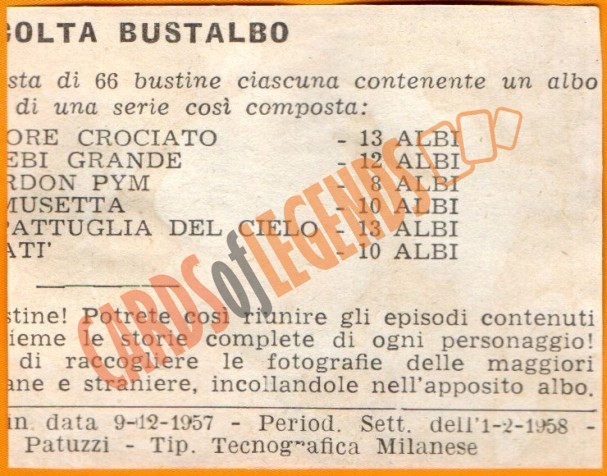 COLTA BUSTALBO
sta di 66 bustine ciascuna contenente un albo
di una serie così composta:
ORE CROCIATO - 13 ALBI
EBI GRANDE - 12 ALBI
RDON PYM - 8 ALBI
MUSETTA - 10 ALBI
PATTUGLIA DEL CIELO - 13 ALBI
ATI' - 10 ALBI
stine! Potrete così riunire gli episodi contenuti
ieme le storie complete di ogni personaggio!
di raccogliere le fotografie delle maggiori
ane e straniere, incollandole nell'apposito albo.
in data 9-12-1957 - Period. Sett. dell'1-2-1958 -
Patuzzi - Tip. Tecnografica Milanese
CARDS of LEGENDS